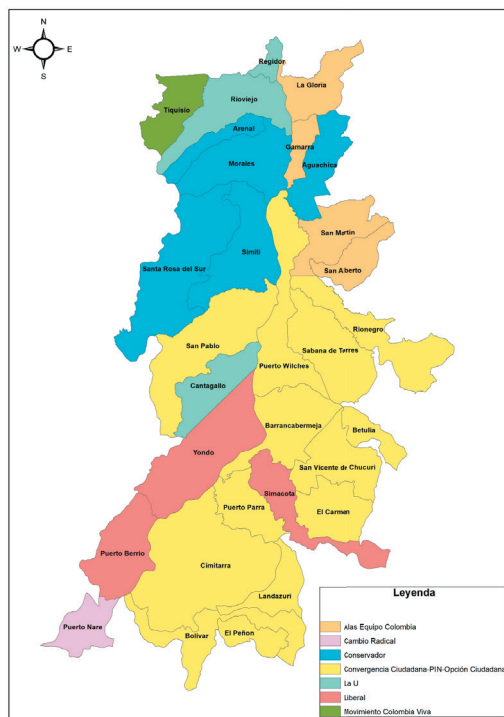 N
W E
S
Regidor
La Gloria
Rioviejo
Tiquisio
Arenal
Gamarra
Morales
Aguachica
San Martin
Simiti
Santa Rosa del Sur
San Aberto
Rionegro
San Pablo
Sabana de Torres
Puerto Wilches
Cantagallo
Barrancabermeja
Betulia
Yondo
San Vicente de Chucuri
Simacota
Puerto Parra
El Carmen
Puerto Berrio
Cimitarra
Landazuri
Puerto Nare
El Peñon
Bolivar
Leyenda
Alas Equipo Colombia
Cambio Radical
Conservador
Convergencia Ciudadana-PIN-Opción Ciudadana
La U
Liberal
Movimiento Colombia Viva